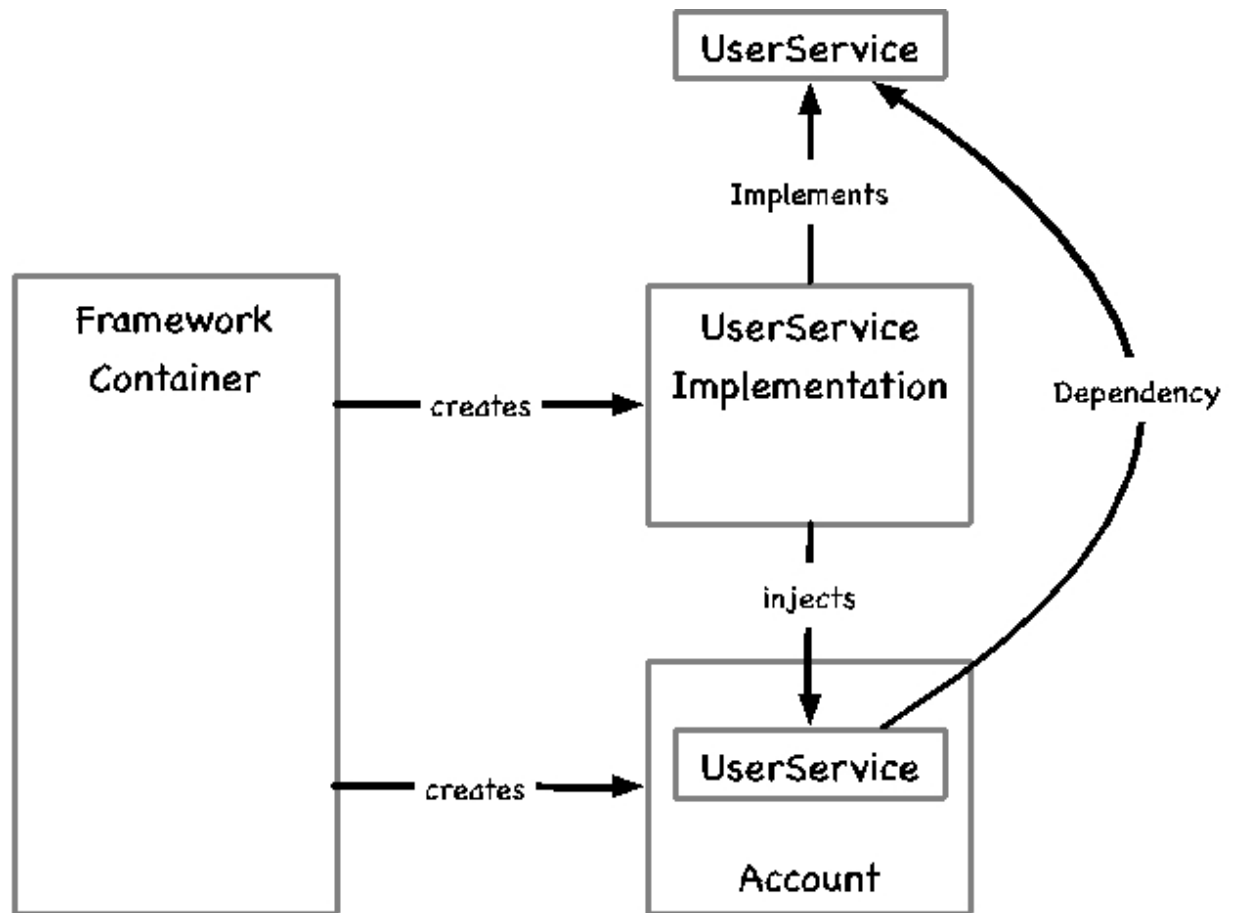 UserService
Implements
Framework
Container
UserService
Implementation
creates
Dependency
injects
UserService
creates
Account